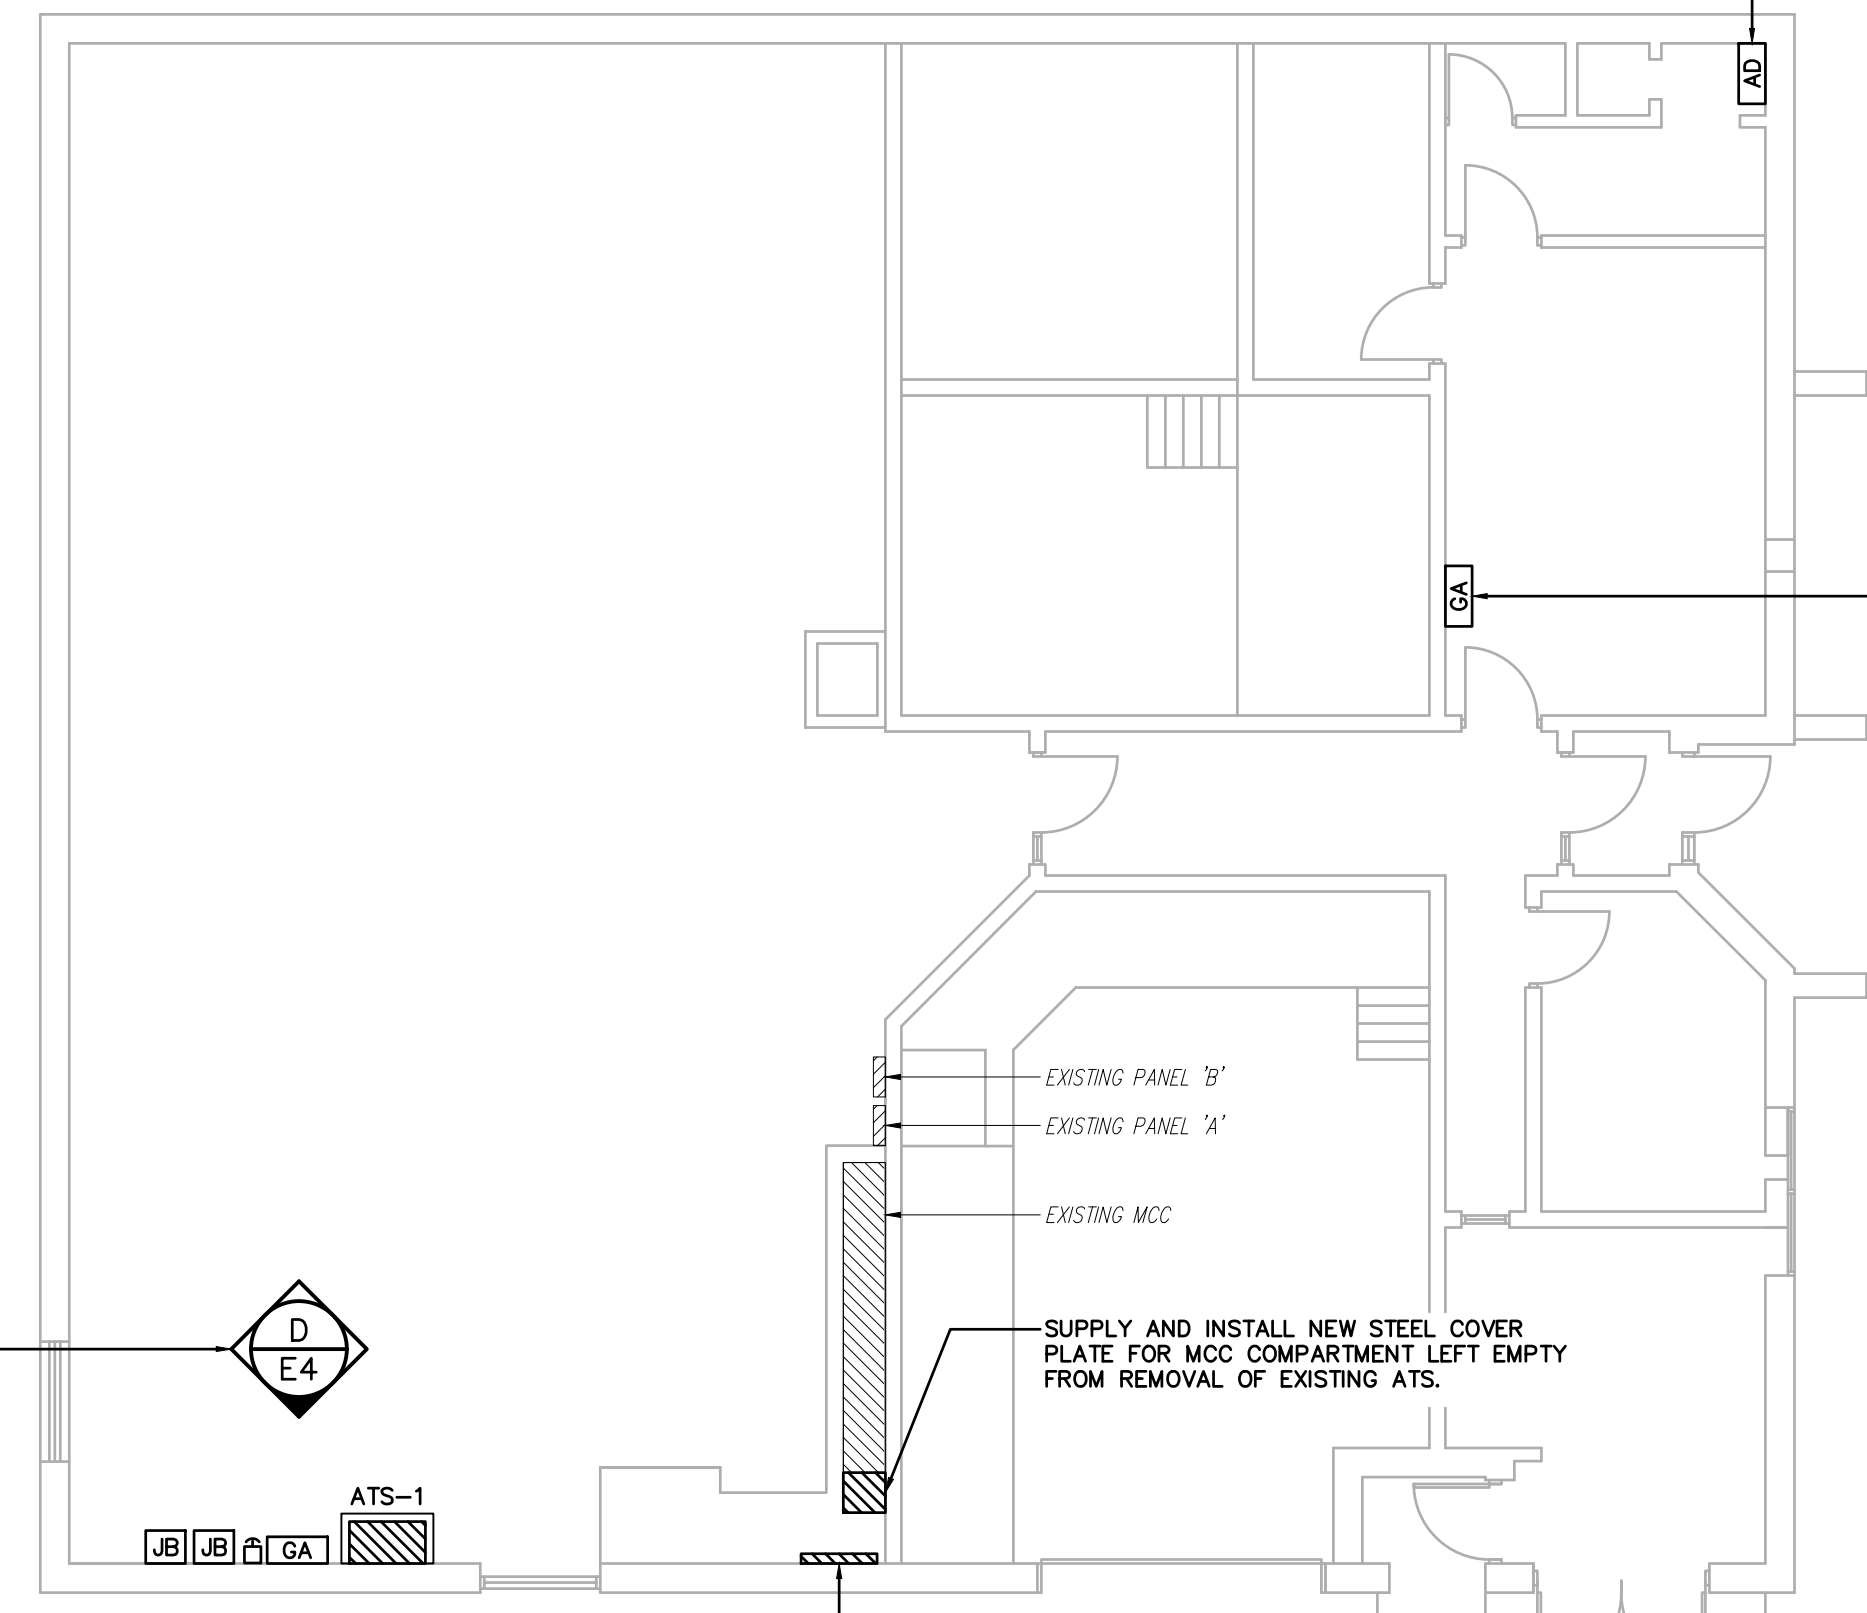 AD
GA
EXISTING PANEL 'B'
EXISTING PANEL 'A'
EXISTING MCC
D
E4
SUPPLY AND INSTALL NEW STEEL COVER
PLATE FOR MCC COMPARTMENT LEFT EMPTY
FROM REMOVAL OF EXISTING ATS.
ATS-1
JB
JB
GA